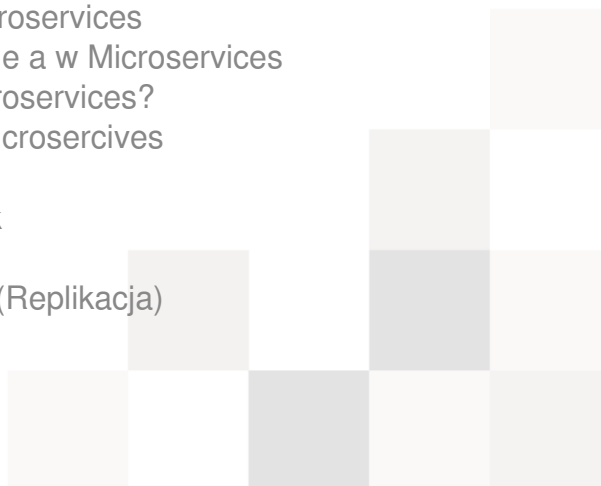 roservices
e a w Microservices
roservices?
crosercives
(Replikacja)